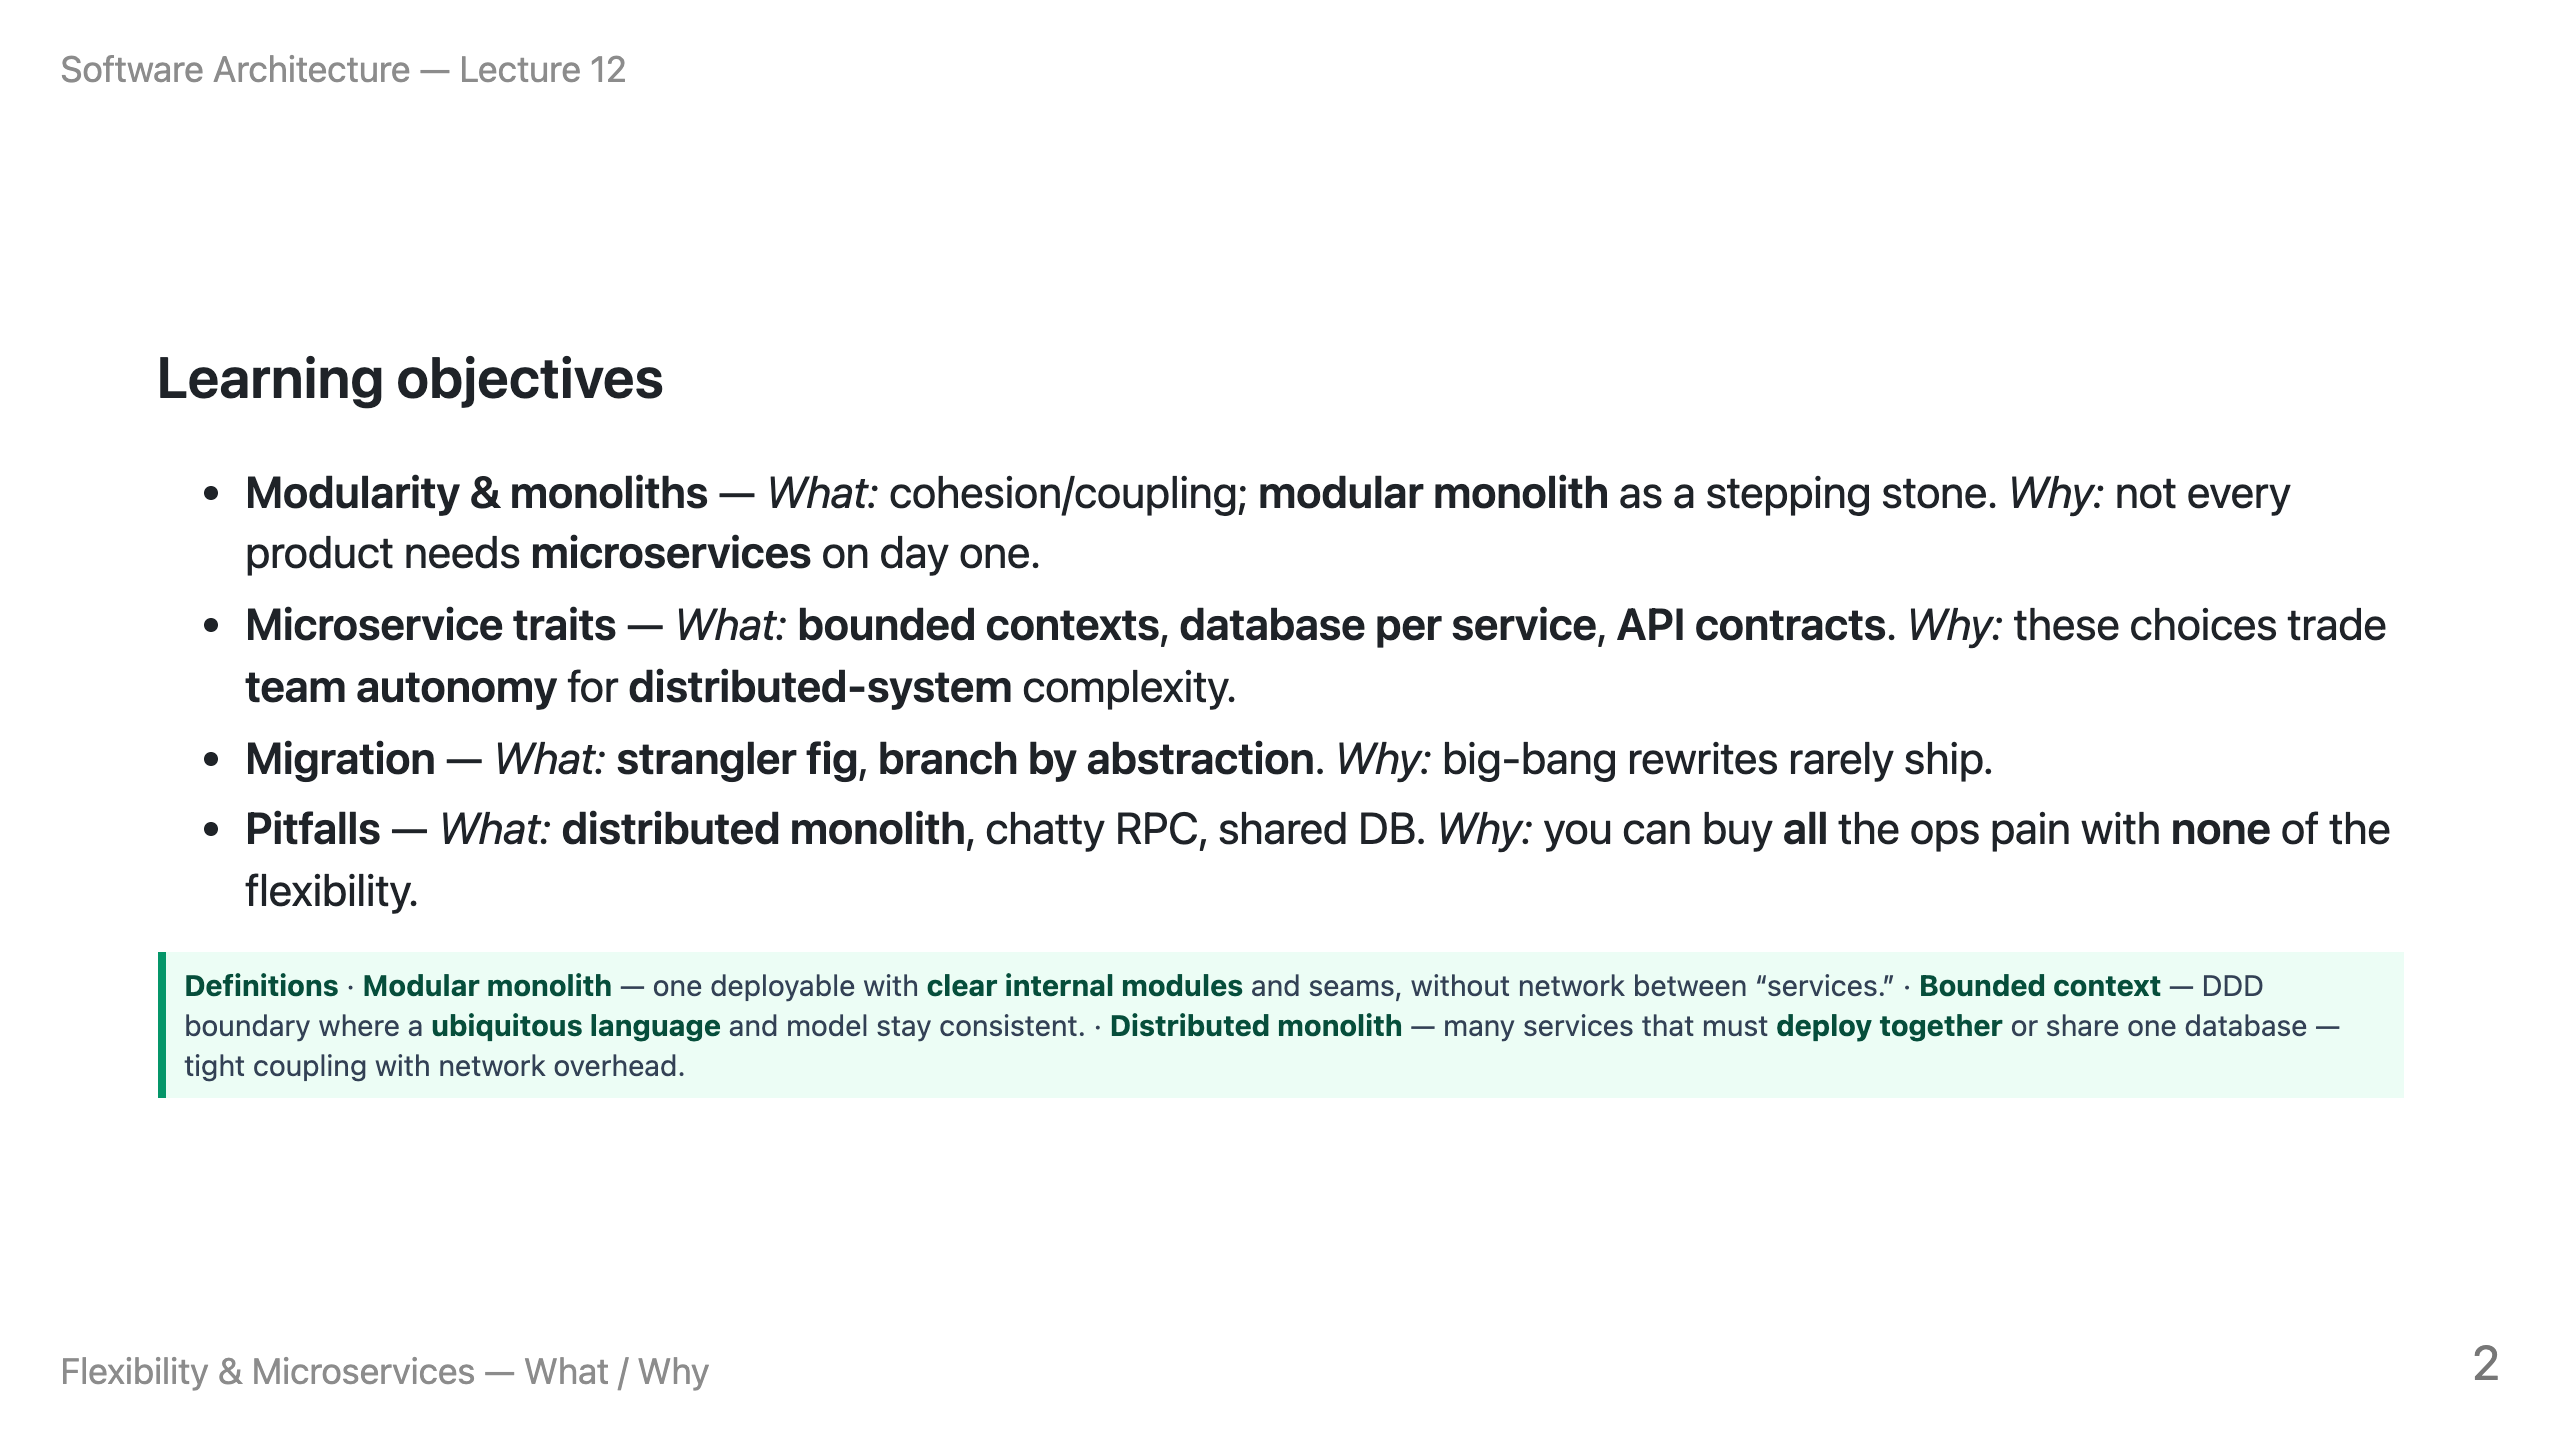 Software Architecture — Lecture 12
Learning objectives
• Modularity & monoliths — What: cohesion/coupling; modular monolith as a stepping stone. Why: not every
product needs microservices on day one.
• Microservice traits — What: bounded contexts, database per service, API contracts. Why: these choices trade
team autonomy for distributed-system complexity.
• Migration — What: strangler fig, branch by abstraction. Why: big-bang rewrites rarely ship.
• Pitfalls — What: distributed monolith, chatty RPC, shared DB. Why: you can buy all the ops pain with none of the
flexibility.
Definitions · Modular monolith — one deployable with clear internal modules and seams, without network between “services.” · Bounded context — DDD
boundary where a ubiquitous language and model stay consistent. · Distributed monolith — many services that must deploy together or share one database —
tight coupling with network overhead.
Flexibility & Microservices — What / Why
2